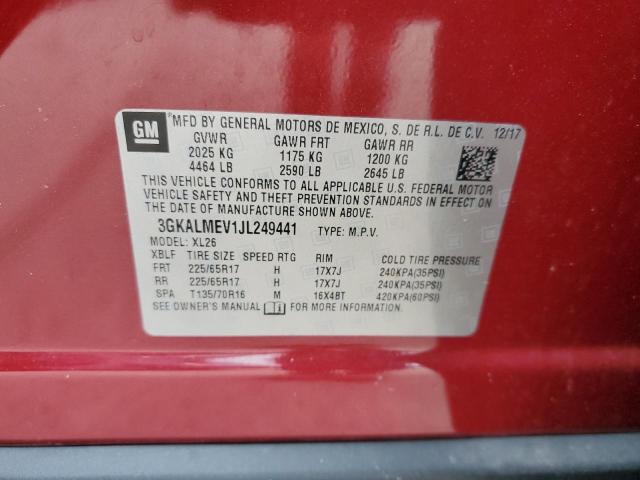 GM ®MFD BY GENERAL MOTORS DE MEXICO, S. DE R.L. DE C.V. 12/17
GVWR GAWR FRT GAWR RR
2025 KG 1175 KG 1200 KG
4464 LB 2590 LB 2645 LB
THIS VEHICLE CONFORMS TO ALL APPLICABLE U.S. FEDERAL MOTOR
VEHICLE SAFETY AND THEFT PREVENTION STANDARDS IN EFFECT ON
THE DATE OF MANUFACTURE SHOWN ABOVE.
3GKALMEV1JL249441 TYPE: M.P.V.
MODEL: XL26
XBLF TIRE SIZE SPEED RTG RIM COLD TIRE PRESSURE
FRT 225/65R17 H 17X7J 240KPA(35PSI)
RR 225/65R17 H 17X7J 240KPA(35PSI)
SPA T135/70R16 M 16X4BT 420KPA(60PSI)
SEE OWNER'S MANUAL FOR MORE INFORMATION.